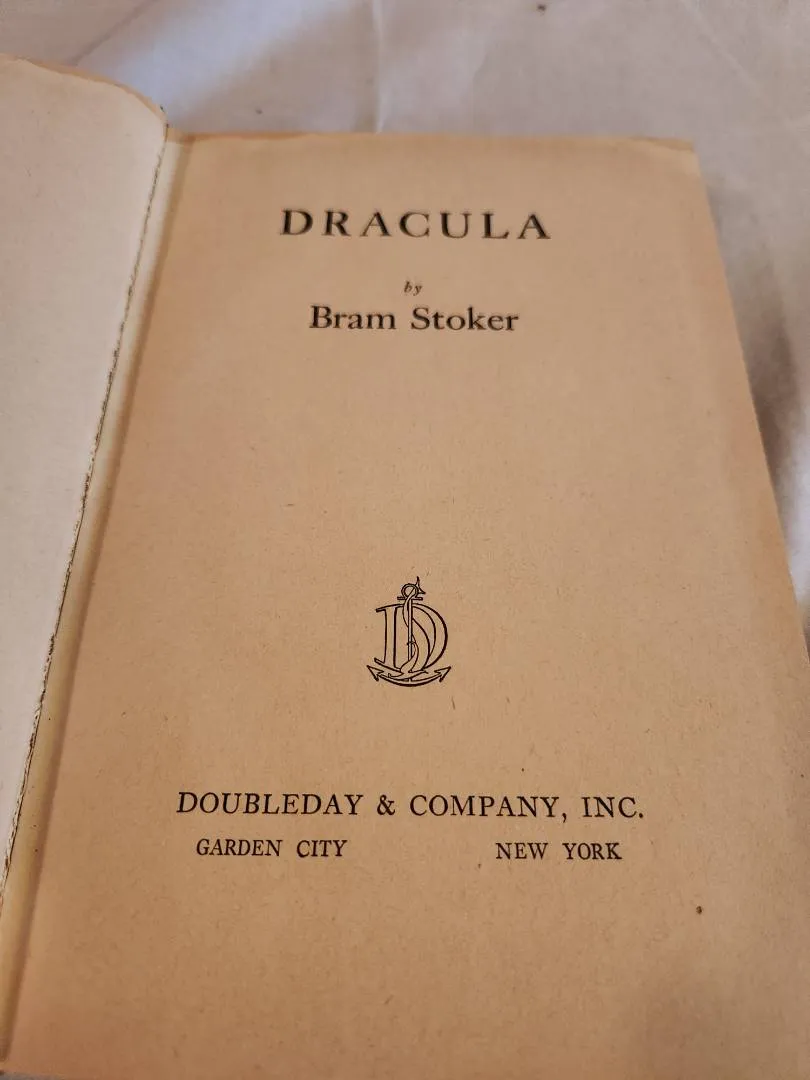 DRACULA
by
Bram Stoker
D
DOUBLEDAY & COMPANY, INC.
GARDEN CITY NEW YORK